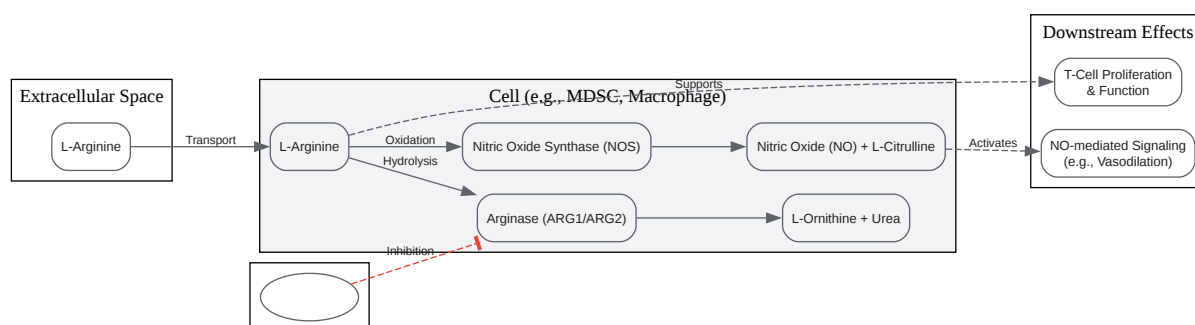 Downstream Effects
T-Cell Proliferation
& Function
NO-mediated Signaling
(e.g., Vasodilation)
Extracellular Space
L-Arginine
Transport
Cell (e.g., MDSC, Macrophage)
Supports
L-Arginine
Oxidation
Hydrolysis
Nitric Oxide Synthase (NOS)
Nitric Oxide (NO) + L-Citrulline
Activates
Arginase (ARG1/ARG2)
L-Ornithine + Urea
Inhibition